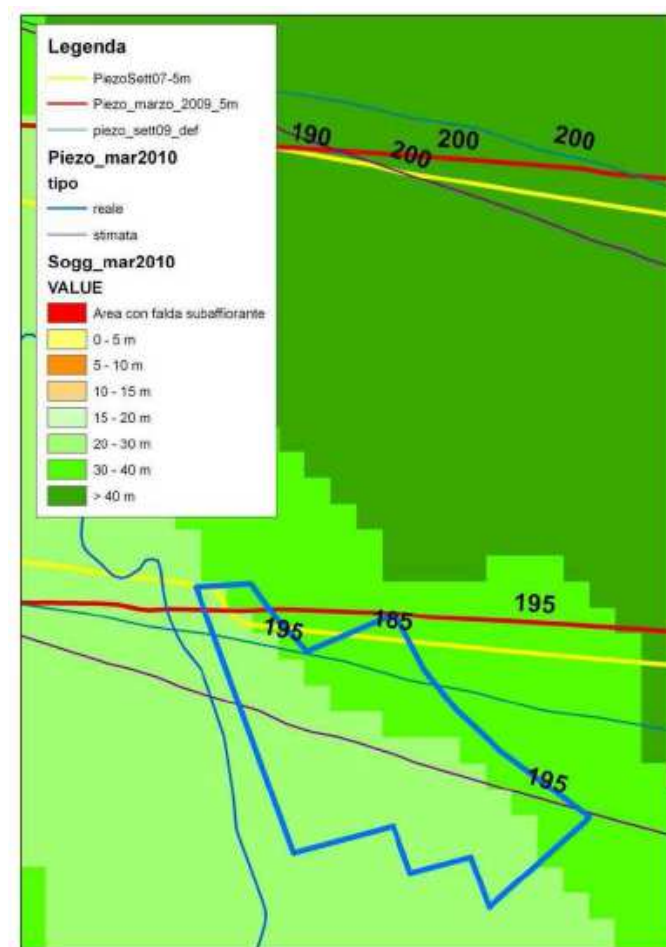 Legenda
PiezoSett07-5m
Piezo_marzo_2009_5m
piezo_sett09_def
Piezo_mar2010
tipo
reale
stimata
Sogg_mar2010
VALUE
Area con falda subaffiorante
0 - 5 m
5 - 10 m
10 - 15 m
15 - 20 m
20 - 30 m
30 - 40 m
> 40 m
190
200
200
200
195
185
195
195